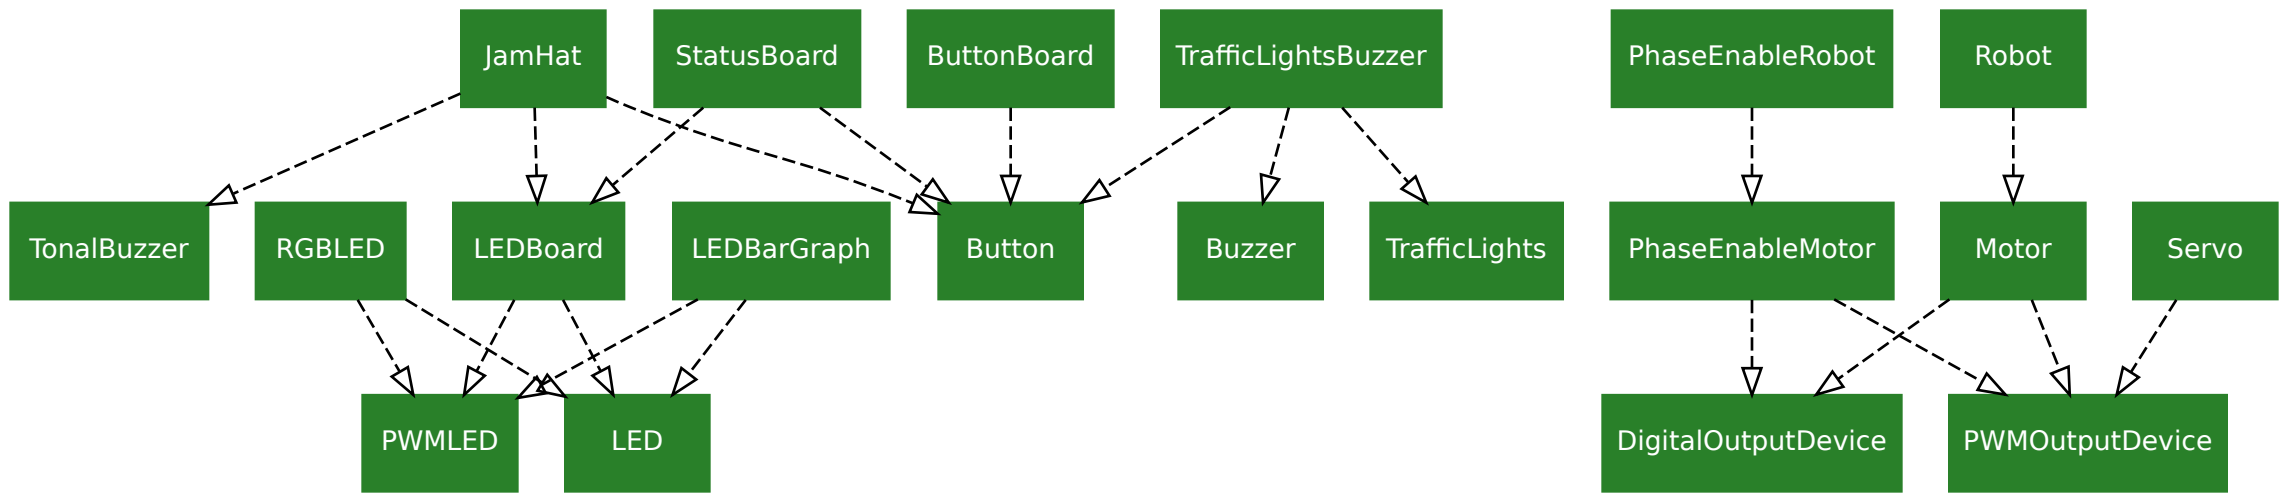 JamHat
StatusBoard
ButtonBoard
TrafficLightsBuzzer
PhaseEnableRobot
Robot
TonalBuzzer
RGBLED
LEDBoard
LEDBarGraph
Button
Buzzer
TrafficLights
PhaseEnableMotor
Motor
Servo
PWMLED
LED
DigitalOutputDevice
PWMOutputDevice